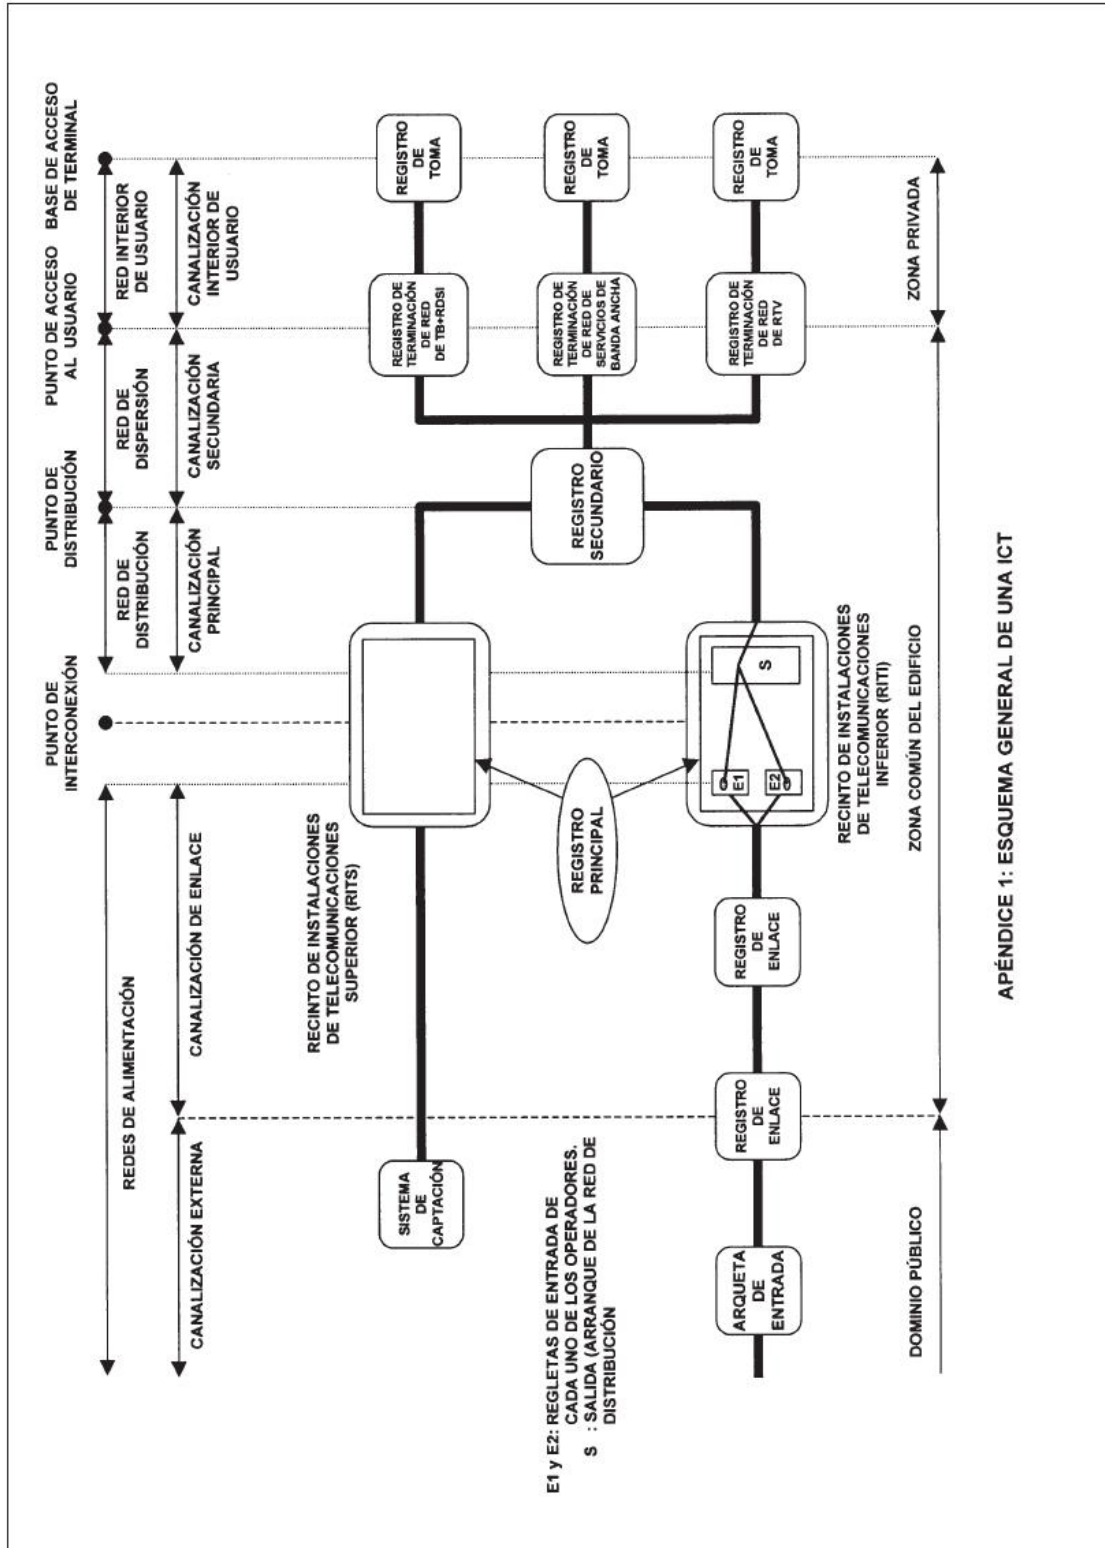 PUNTO DE
INTERCONEXIÓN
PUNTO DE
DISTRIBUCIÓN
PUNTO DE ACCESO
AL USUARIO
BASE DE ACCESO
DE TERMINAL
REDES DE ALIMENTACIÓN
RED DE
DISTRIBUCIÓN
RED DE
DISPERSIÓN
RED INTERIOR
DE USUARIO
CANALIZACIÓN EXTERNA
CANALIZACIÓN DE ENLACE
CANALIZACIÓN
PRINCIPAL
CANALIZACIÓN
SECUNDARIA
CANALIZACIÓN
INTERIOR DE
USUARIO
RECINTO DE INSTALACIONES
DE TELECOMUNICACIONES
SUPERIOR (RITS)
SISTEMA
DE
CAPTACIÓN
REGISTRO DE
TERMINACIÓN
DE RED
DE TB+RDSI
REGISTRO
DE
TOMA
REGISTRO
PRINCIPAL
REGISTRO
SECUNDARIO
REGISTRO DE
TERMINACIÓN
DE RED DE
SERVICIOS DE
BANDA ANCHA
REGISTRO
DE
TOMA
E1 y E2: REGLETAS DE ENTRADA DE
CADA UNO DE LOS OPERADORES.
S : SALIDA (ARRANQUE DE LA RED DE
DISTRIBUCIÓN
ARQUETA
DE
ENTRADA
REGISTRO
DE
ENLACE
REGISTRO
DE
ENLACE
E1
E2
S
REGISTRO DE
TERMINACIÓN
DE RED
DE RTV
REGISTRO
DE
TOMA
RECINTO DE INSTALACIONES
DE TELECOMUNICACIONES
INFERIOR (RITI)
DOMINIO PÚBLICO
ZONA COMÚN DEL EDIFICIO
ZONA PRIVADA
APÉNDICE 1: ESQUEMA GENERAL DE UNA ICT